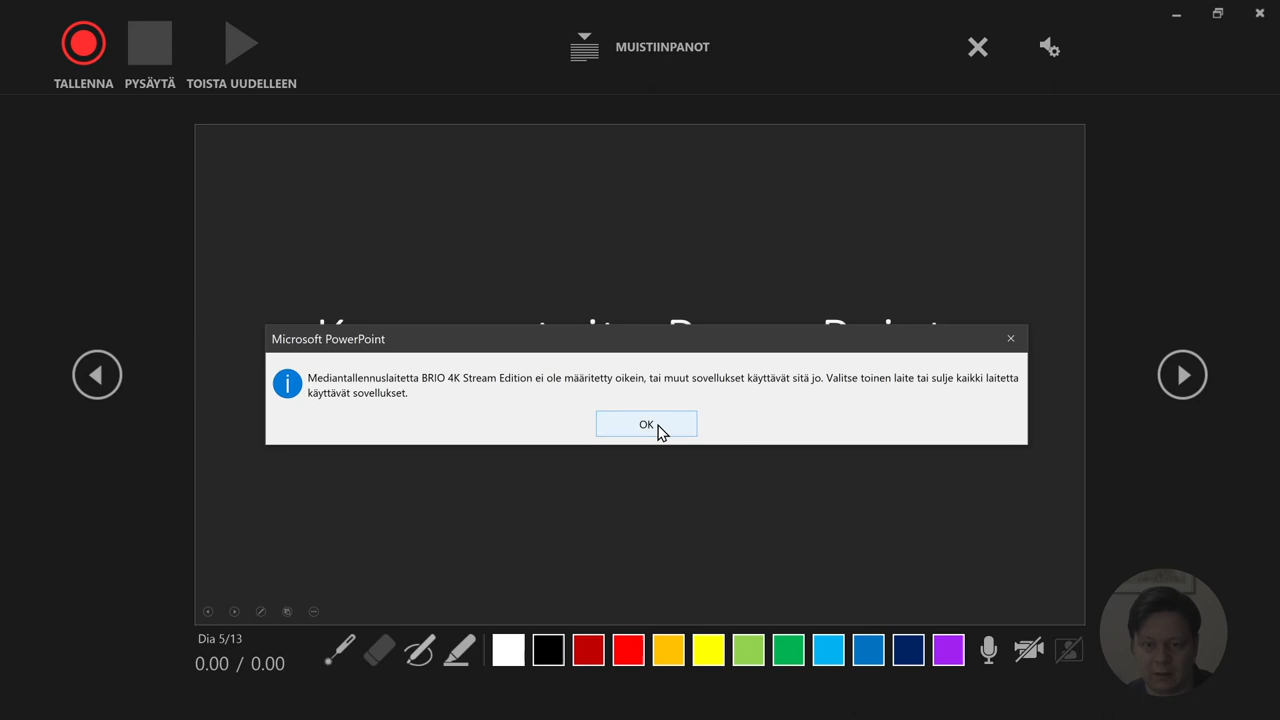 TALLENNA
PYSÄYTÄ
TOISTA UUDELLEEN
MUISTIINPANOT
Microsoft PowerPoint
Mediantallennuslaitetta BRIO 4K Stream Edition ei ole määritetty oikein, tai muut sovellukset käyttävät sitä jo. Valitse toinen laite tai sulje kaikki laitetta
käyttävät sovellukset.
OK
Dia 5/13
0.00 / 0.00